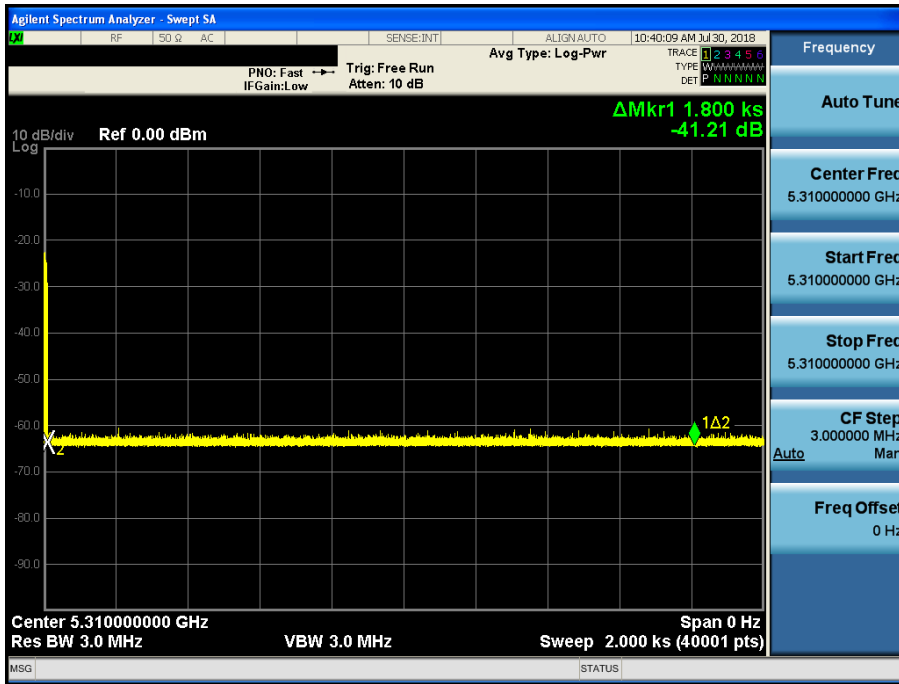 Agilent Spectrum Analyzer - Swept SA
LXI RF 50 Ω AC SENSE:INT ALIGN AUTO 10:40:09 AM Jul 30, 2018
PNO: Fast
IFGain:Low
Trig: Free Run
Atten: 10 dB
Avg Type: Log-Pwr
TRACE 1 2 3 4 5 6
TYPE WWWWWW
DET P N N N N N
Frequency
ΔMkr1 1.800 ks
-41.21 dB
10 dB/div Ref 0.00 dBm
Log
-10.0
-20.0
-30.0
-40.0
-50.0
-60.0
-70.0
-80.0
-90.0
1Δ2
2
Center 5.310000000 GHz Span 0 Hz
Res BW 3.0 MHz VBW 3.0 MHz Sweep 2.000 ks (40001 pts)
Auto Tune
Center Freq
5.310000000 GHz
Start Freq
5.310000000 GHz
Stop Freq
5.310000000 GHz
CF Step
3.000000 MHz
Auto Man
Freq Offset
0 Hz
MSG STATUS